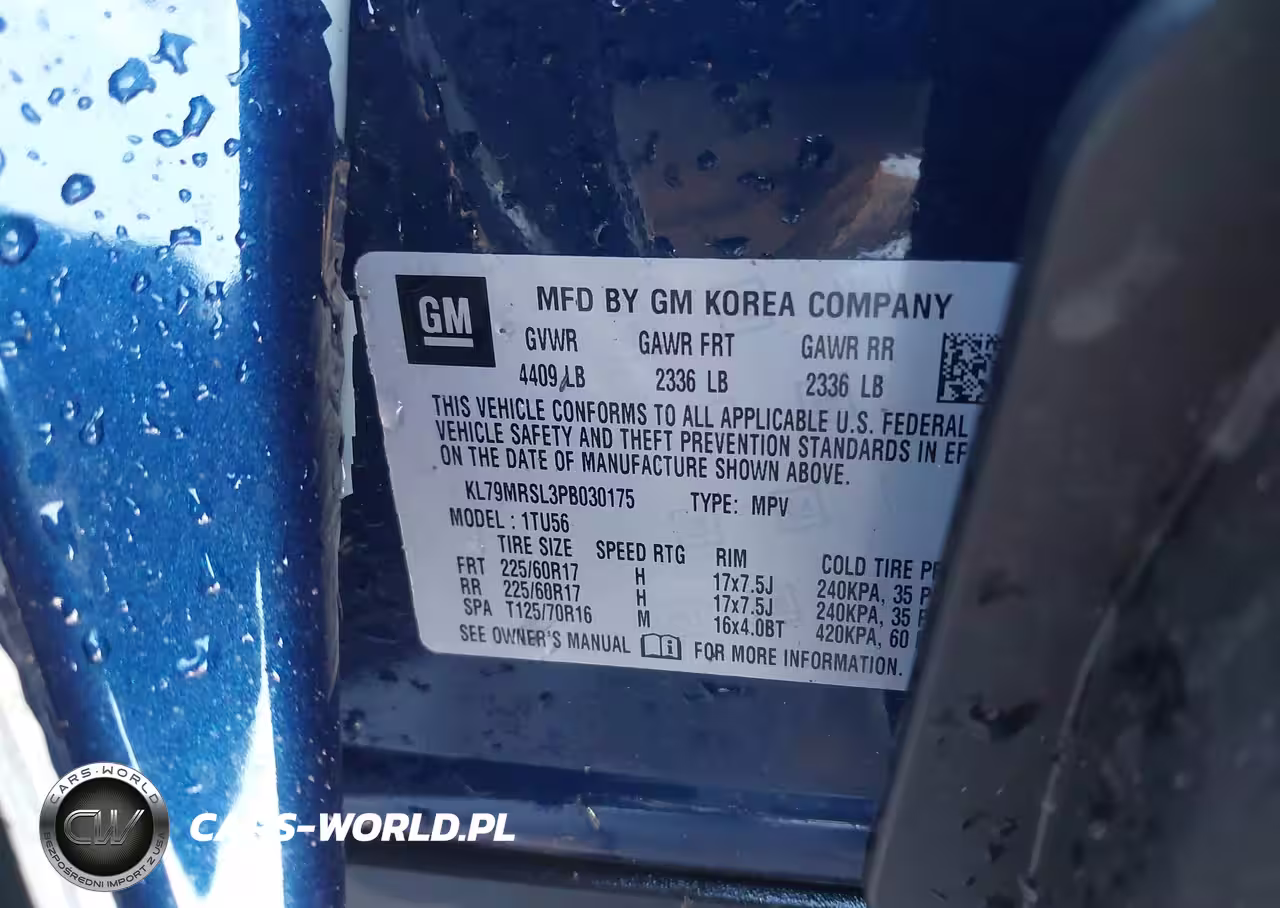 GM
MFD BY GM KOREA COMPANY
GVWR GAWR FRT GAWR RR
4409 LB 2336 LB 2336 LB
THIS VEHICLE CONFORMS TO ALL APPLICABLE U.S. FEDERAL
VEHICLE SAFETY AND THEFT PREVENTION STANDARDS IN EF
ON THE DATE OF MANUFACTURE SHOWN ABOVE.
KL79MRSL3PB030175 TYPE: MPV
MODEL : 1TU56
TIRE SIZE SPEED RTG RIM COLD TIRE P
FRT 225/60R17 H 17x7.5J 240KPA, 35 P
RR 225/60R17 H 17x7.5J 240KPA, 35 P
SPA T125/70R16 M 16x4.0BT 420KPA, 60
SEE OWNER'S MANUAL i FOR MORE INFORMATION.
CARS-WORLD
CW
BEZPOŚREDNI IMPORT Z USA
CARS-WORLD.PL